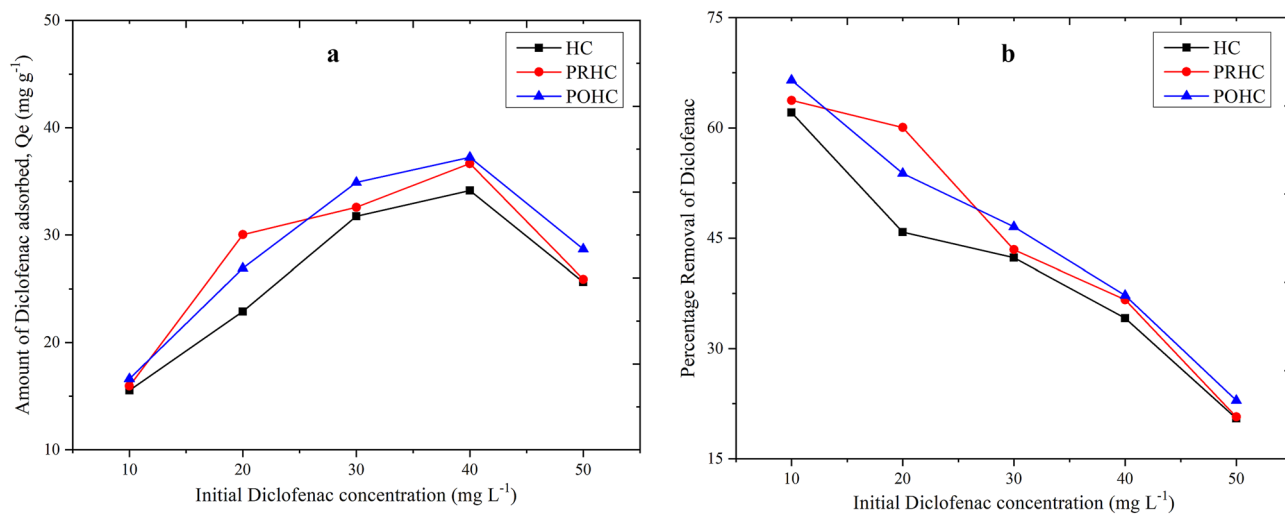 a
HC
PRHC
POHC
50
40
30
20
10
Amount of Diclofenac adsorbed, Qe (mg g-1)
10 20 30 40 50
Initial Diclofenac concentration (mg L-1)
b
HC
PRHC
POHC
75
60
45
30
15
Percentage Removal of Diclofenac
10 20 30 40 50
Initial Diclofenac concentration (mg L-1)